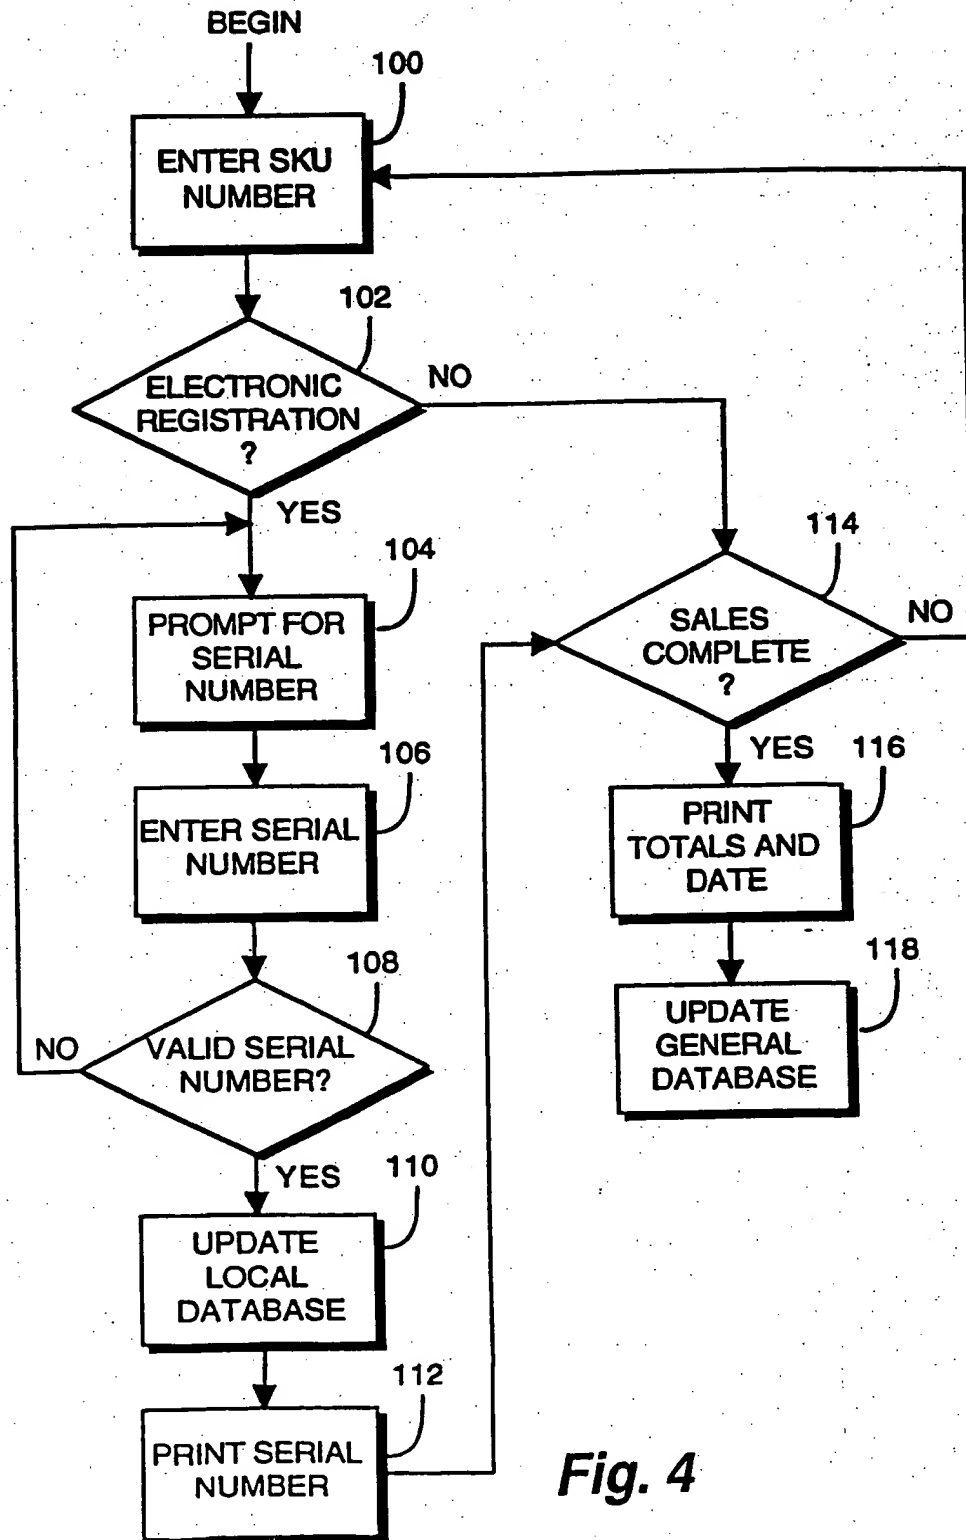 BEGIN
100
ENTER SKU
NUMBER
102
ELECTRONIC
REGISTRATION
?
NO
YES
104
PROMPT FOR
SERIAL
NUMBER
106
ENTER SERIAL
NUMBER
108
VALID SERIAL
NUMBER?
NO
YES
110
UPDATE
LOCAL
DATABASE
112
PRINT SERIAL
NUMBER
114
SALES
COMPLETE
?
NO
YES
116
PRINT
TOTALS AND
DATE
118
UPDATE
GENERAL
DATABASE
Fig. 4